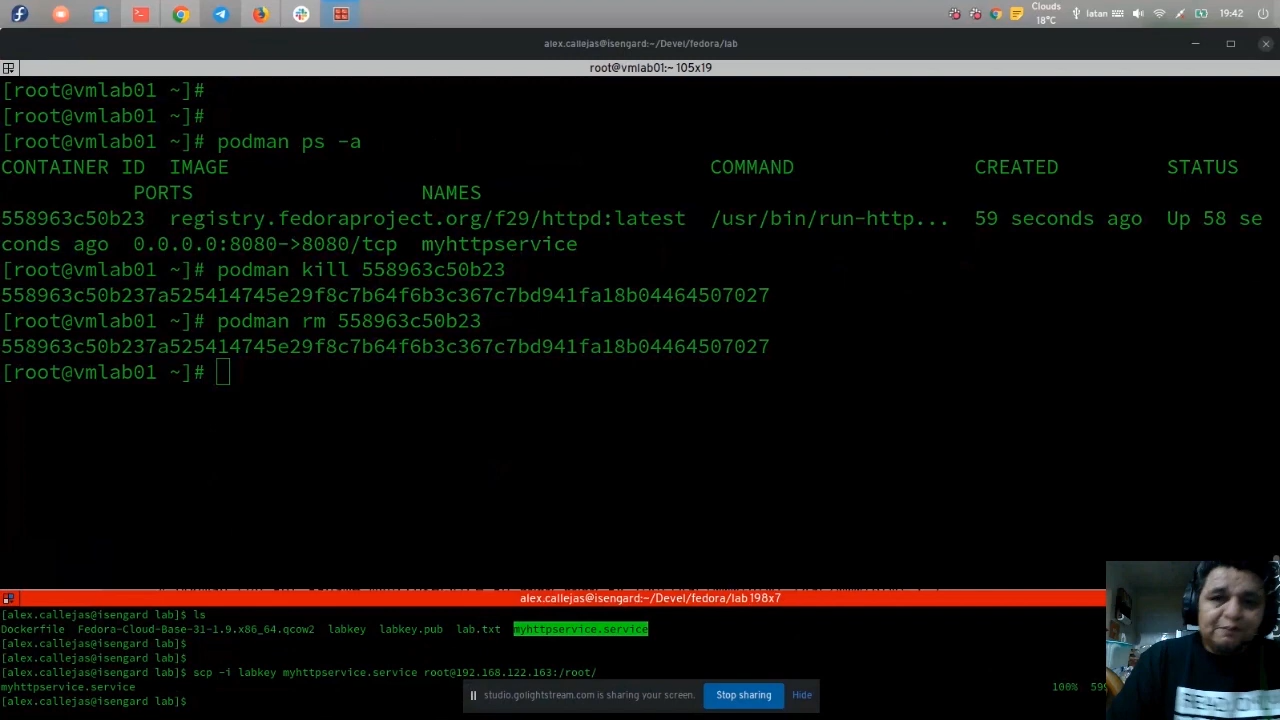 Clouds
18°C
latan
19:42
alex.callejas@isengard:~/Devel/fedora/lab
root@vmlab01:~ 105x19
[root@vmlab01 ~]#
[root@vmlab01 ~]#
[root@vmlab01 ~]# podman ps -a
CONTAINER ID IMAGE COMMAND CREATED STATUS
PORTS NAMES
558963c50b23 registry.fedoraproject.org/f29/httpd:latest /usr/bin/run-http... 59 seconds ago Up 58 se
conds ago 0.0.0.0:8080->8080/tcp myhttpservice
[root@vmlab01 ~]# podman kill 558963c50b23
558963c50b237a525414745e29f8c7b64f6b3c367c7bd941fa18b04464507027
[root@vmlab01 ~]# podman rm 558963c50b23
558963c50b237a525414745e29f8c7b64f6b3c367c7bd941fa18b04464507027
[root@vmlab01 ~]#
alex.callejas@isengard:~/Devel/fedora/lab 198x7
[alex.callejas@isengard lab]$ ls
Dockerfile Fedora-Cloud-Base-31-1.9.x86_64.qcow2 labkey labkey.pub lab.txt myhttpservice.service
[alex.callejas@isengard lab]$
[alex.callejas@isengard lab]$
[alex.callejas@isengard lab]$ scp -i labkey myhttpservice.service root@192.168.122.163:/root/
myhttpservice.service 100%
[alex.callejas@isengard lab]$
studio.golightstream.com is sharing your screen.
Stop sharing
Hide